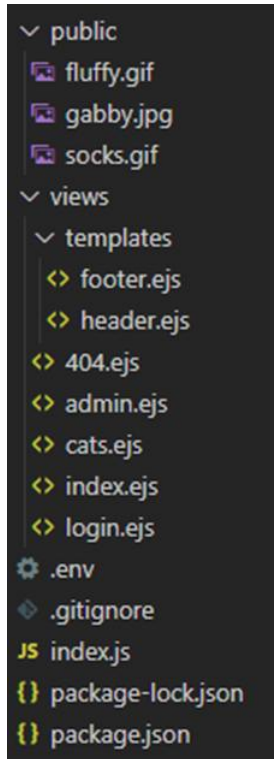 public
fluffy.gif
gabby.jpg
socks.gif
views
templates
footer.ejs
header.ejs
404.ejs
admin.ejs
cats.ejs
index.ejs
login.ejs
.env
.gitignore
JS index.js
{} package-lock.json
{} package.json